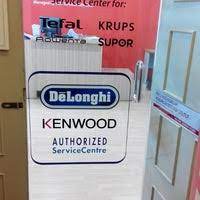 Service Center for:
Tefal KRUPS
ROWENTA SUPOR
DeLonghi
KENWOOD
AUTHORIZED
ServiceCentre